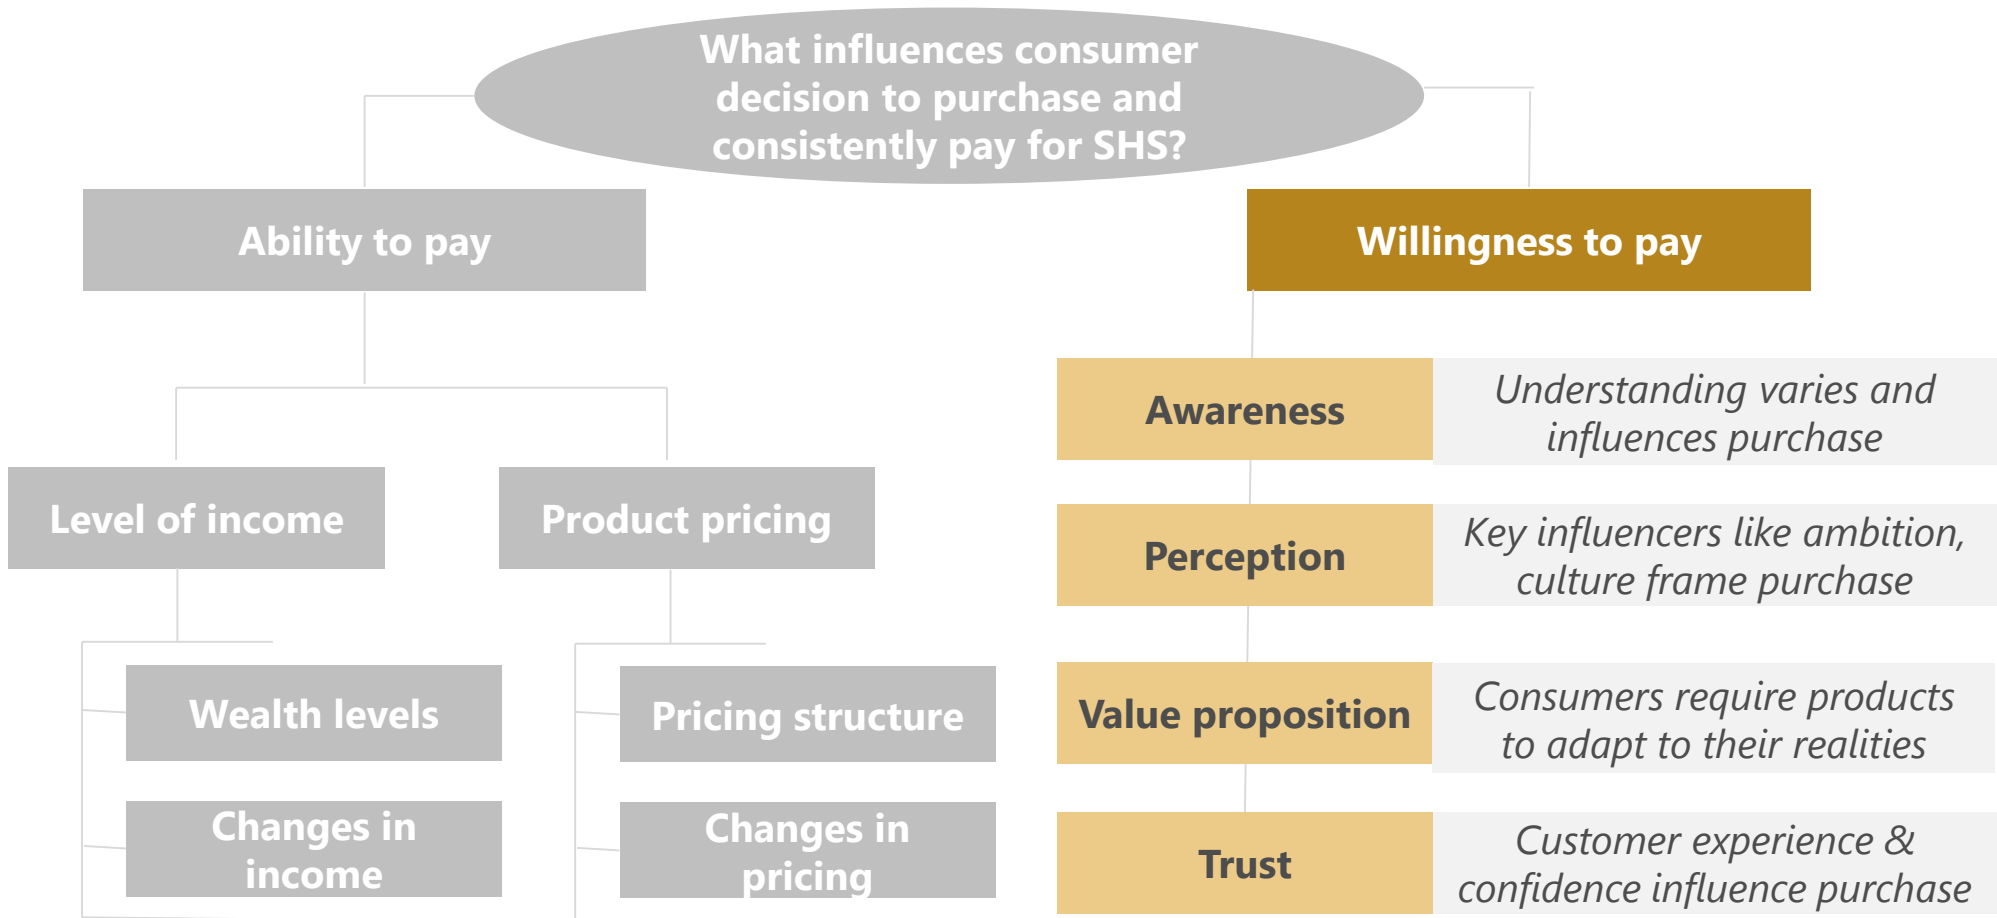 What influences consumer
decision to purchase and
consistently pay for SHS?
Ability to pay
Willingness to pay
Awareness
Understanding varies and
influences purchase
Level of income
Product pricing
Perception
Key influencers like ambition,
culture frame purchase
Wealth levels
Pricing structure
Value proposition
Consumers require products
to adapt to their realities
Changes in
income
Changes in
pricing
Trust
Customer experience &
confidence influence purchase